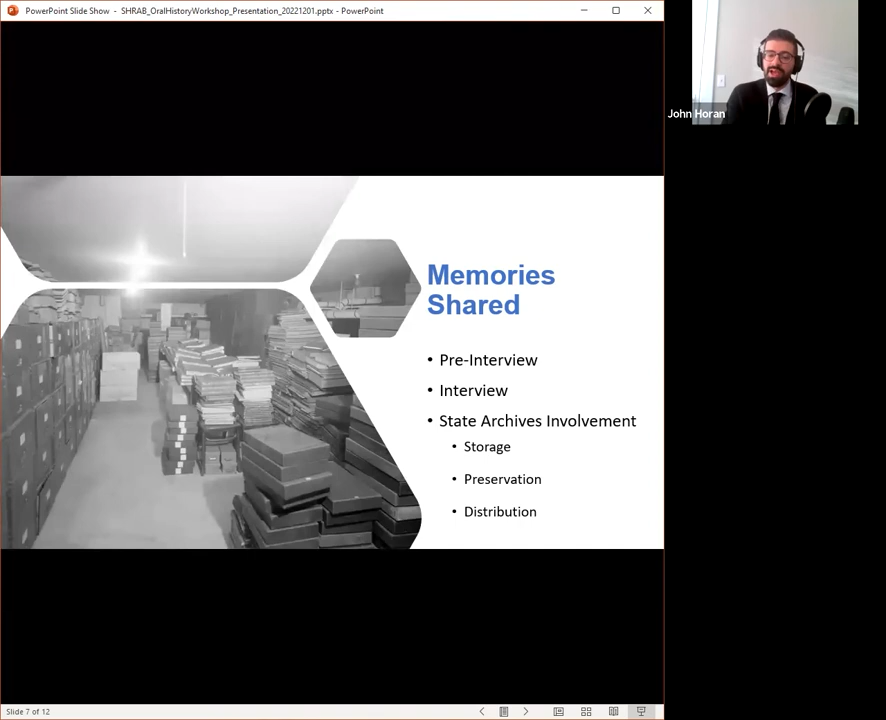 PowerPoint Slide Show - SHRAB_OralHistoryWorkshop_Presentation_20221201.pptx - PowerPoint
John Horan
Memories
Shared
• Pre-Interview
• Interview
• State Archives Involvement
• Storage
• Preservation
• Distribution
Slide 7 of 12